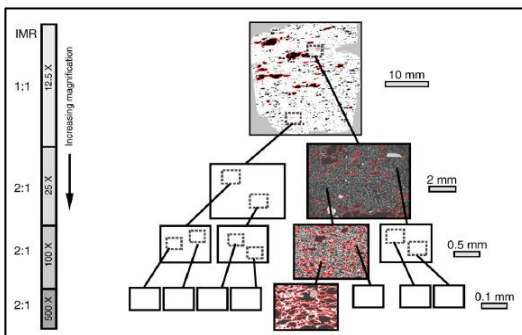 IMR
1:1
12.5 X
Increasing magnification
10 mm
2:1
25 X
2 mm
2:1
100 X
0.5 mm
2:1
500 X
0.1 mm